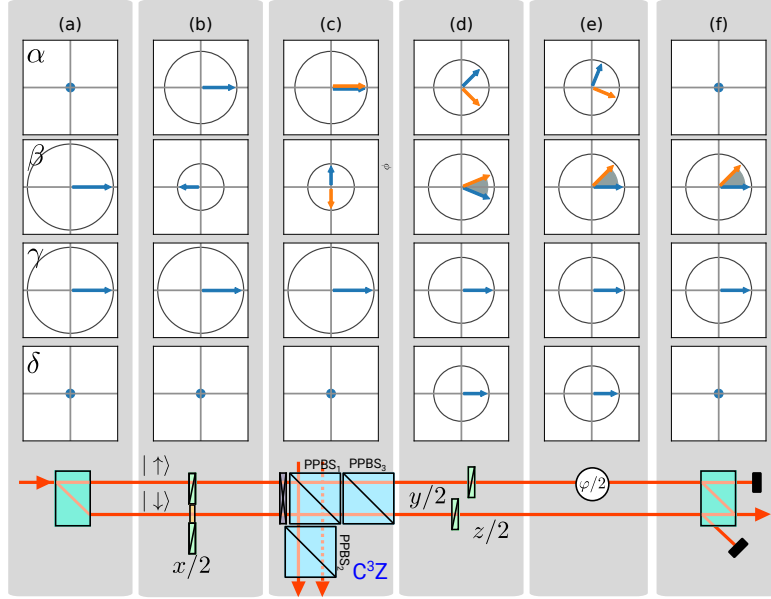 (a) (b) (c) (d) (e) (f)
α
β
ϕ
γ
δ
|↑⟩
PPBS₁ PPBS₃
|↓⟩
y/2
φ/2
z/2
PPBS₂
x/2
C³Z